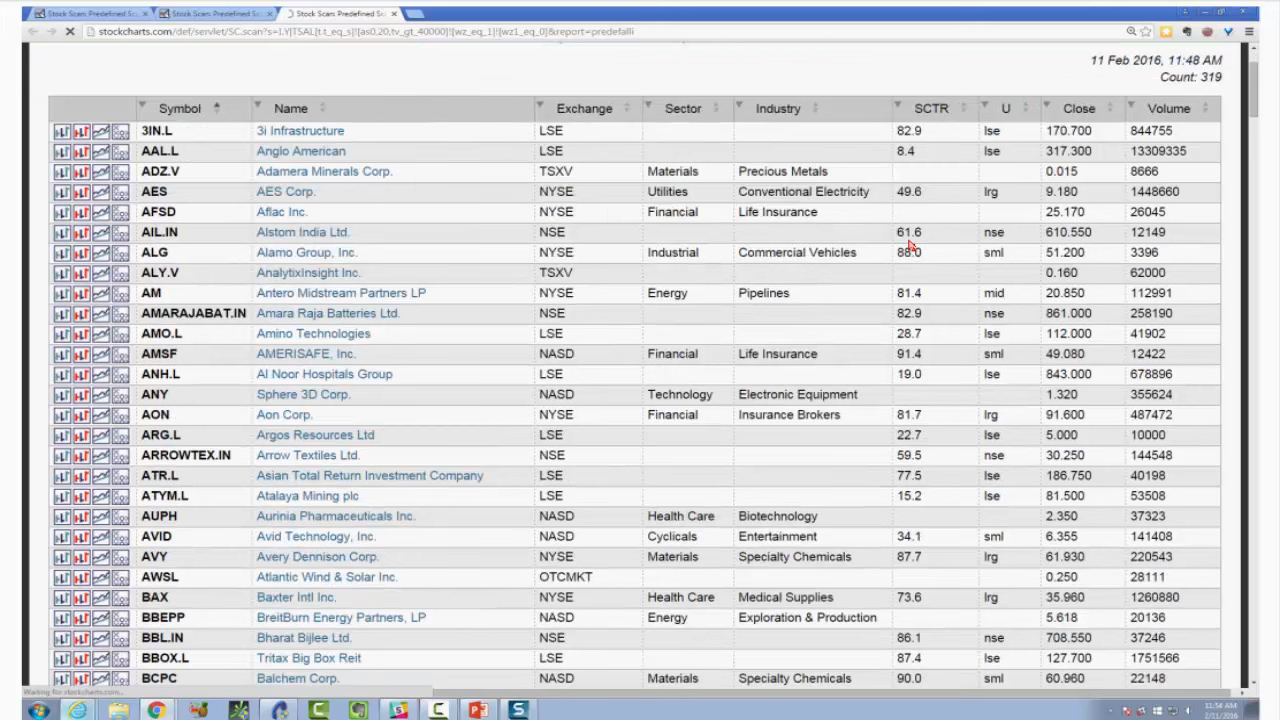 Stock Scans Predefined Sc... Stock Scans Predefined Sc... Stock Scans Predefined Sc...
11 Feb 2016, 11:48 AM
Count: 319
Symbol Name Exchange Sector Industry SCTR U Close Volume
3IN.L 3i Infrastructure LSE 82.9 lse 170.700 844755
AAL.L Anglo American LSE 8.4 lse 317.300 13309335
ADZ.V Adamera Minerals Corp. TSXV Materials Precious Metals 0.015 8666
AES AES Corp. NYSE Utilities Conventional Electricity 49.6 lrg 9.180 1448660
AFSD Aflac Inc. NYSE Financial Life Insurance 25.170 26045
AIL.IN Alstom India Ltd. NSE 61.6 nse 610.550 12149
ALG Alamo Group, Inc. NYSE Industrial Commercial Vehicles 88.0 sml 51.200 3396
ALY.V AnalytixInsight Inc. TSXV 0.160 62000
AM Antero Midstream Partners LP NYSE Energy Pipelines 81.4 mid 20.850 112991
AMARAJABAT.IN Amara Raja Batteries Ltd. NSE 82.9 nse 861.000 258190
AMO.L Amino Technologies LSE 28.7 lse 112.000 41902
AMSF AMERISAFE, Inc. NASD Financial Life Insurance 91.4 sml 49.080 12422
ANH.L Al Noor Hospitals Group LSE 19.0 lse 843.000 678896
ANY Sphere 3D Corp. NASD Technology Electronic Equipment 1.320 355624
AON Aon Corp. NYSE Financial Insurance Brokers 81.7 lrg 91.600 487472
ARG.L Argos Resources Ltd LSE 22.7 lse 5.000 10000
ARROWTEX.IN Arrow Textiles Ltd. NSE 59.5 nse 30.250 144548
ATR.L Asian Total Return Investment Company LSE 77.5 lse 186.750 40198
ATYM.L Atalaya Mining plc LSE 15.2 lse 81.500 53508
AUPH Aurinia Pharmaceuticals Inc. NASD Health Care Biotechnology 2.350 37323
AVID Avid Technology, Inc. NASD Cyclicals Entertainment 34.1 sml 6.355 141408
AVY Avery Dennison Corp. NYSE Materials Specialty Chemicals 87.7 lrg 61.930 220543
AWSL Atlantic Wind & Solar Inc. OTCMKT 0.250 28111
BAX Baxter Intl Inc. NYSE Health Care Medical Supplies 73.6 lrg 35.960 1260880
BBEPP BreitBurn Energy Partners, LP NASD Energy Exploration & Production 5.618 20136
BBL.IN Bharat Bijlee Ltd. NSE 86.1 nse 708.550 37246
BBOX.L Tritax Big Box Reit LSE 87.4 lse 127.700 1751566
BCPC Balchem Corp. NASD Materials Specialty Chemicals 90.0 sml 60.960 22148
Waiting for stockcharts.com...
11:54 AM
2/11/2016